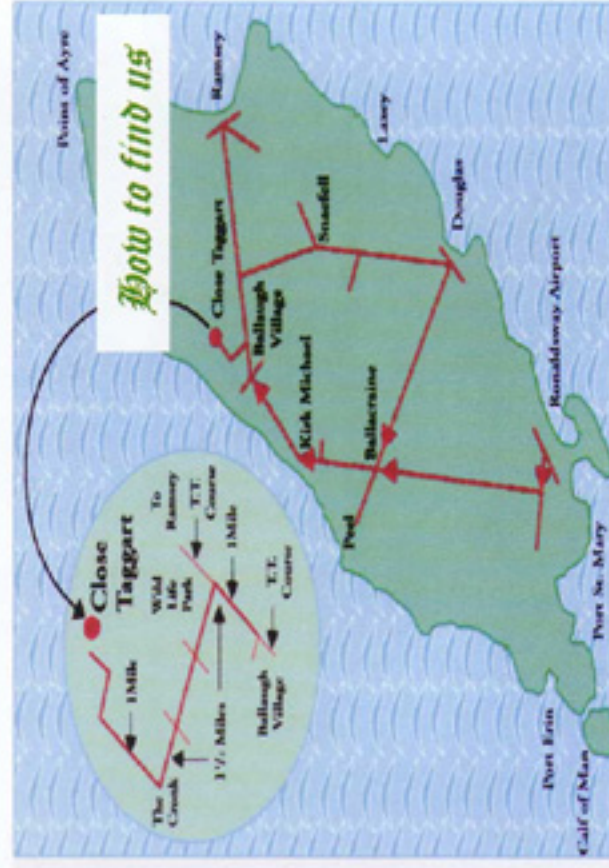 How to find us
Point of Ayre
Ramsey
Close Taggart
Ballaugh
Village
Snaefell
Laxey
Kirk Michael
Douglas
Ballacraine
Peel
Ronaldsway Airport
Port St. Mary
Port Erin
Calf of Man
Close
Taggart
1Mile
Wild
Life
Park
To
Ramsey
T.T.
Course
1Mile
The
Cronk
1½ Miles
Ballaugh
Village
T.T.
Course